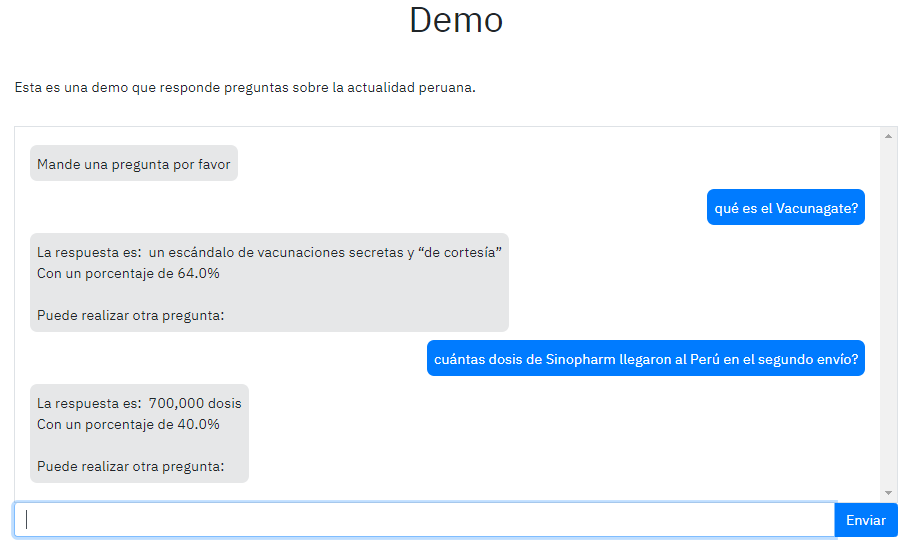 Demo
Esta es una demo que responde preguntas sobre la actualidad peruana.
Mande una pregunta por favor
qué es el Vacunagate?
La respuesta es: un escándalo de vacunaciones secretas y “de cortesía”
Con un porcentaje de 64.0%
Puede realizar otra pregunta:
cuántas dosis de Sinopharm llegaron al Perú en el segundo envío?
La respuesta es: 700,000 dosis
Con un porcentaje de 40.0%
Puede realizar otra pregunta:
Enviar